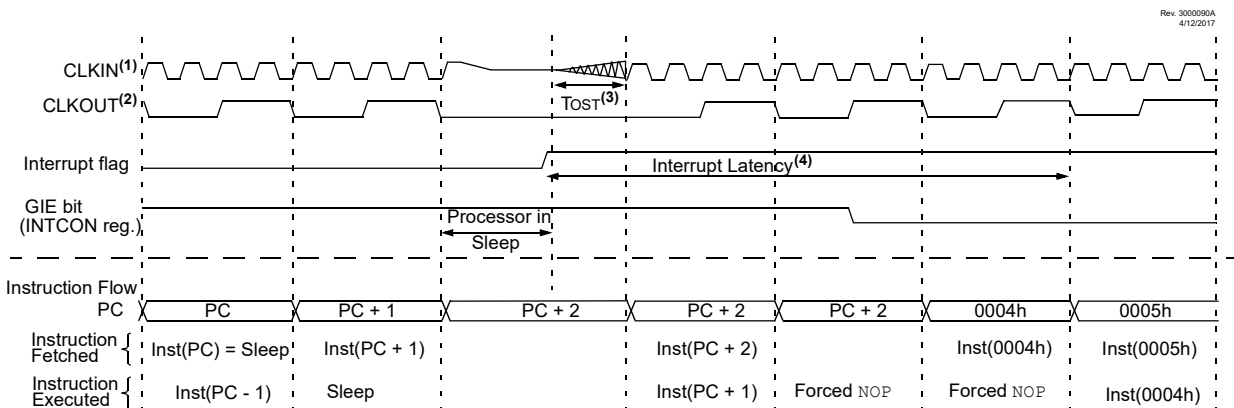 Rev. 3000090A
4/12/2017
CLKIN(1)
CLKOUT(2)
TOST(3)
Interrupt flag
Interrupt Latency(4)
GIE bit
(INTCON reg.)
Processor in
Sleep
Instruction Flow
PC PC PC + 1 PC + 2 PC + 2 PC + 2 0004h 0005h
Instruction
Fetched { Inst(PC) = Sleep Inst(PC + 1) Inst(PC + 2) Inst(0004h) Inst(0005h)
Instruction
Executed { Inst(PC - 1) Sleep Inst(PC + 1) Forced NOP Forced NOP Inst(0004h)